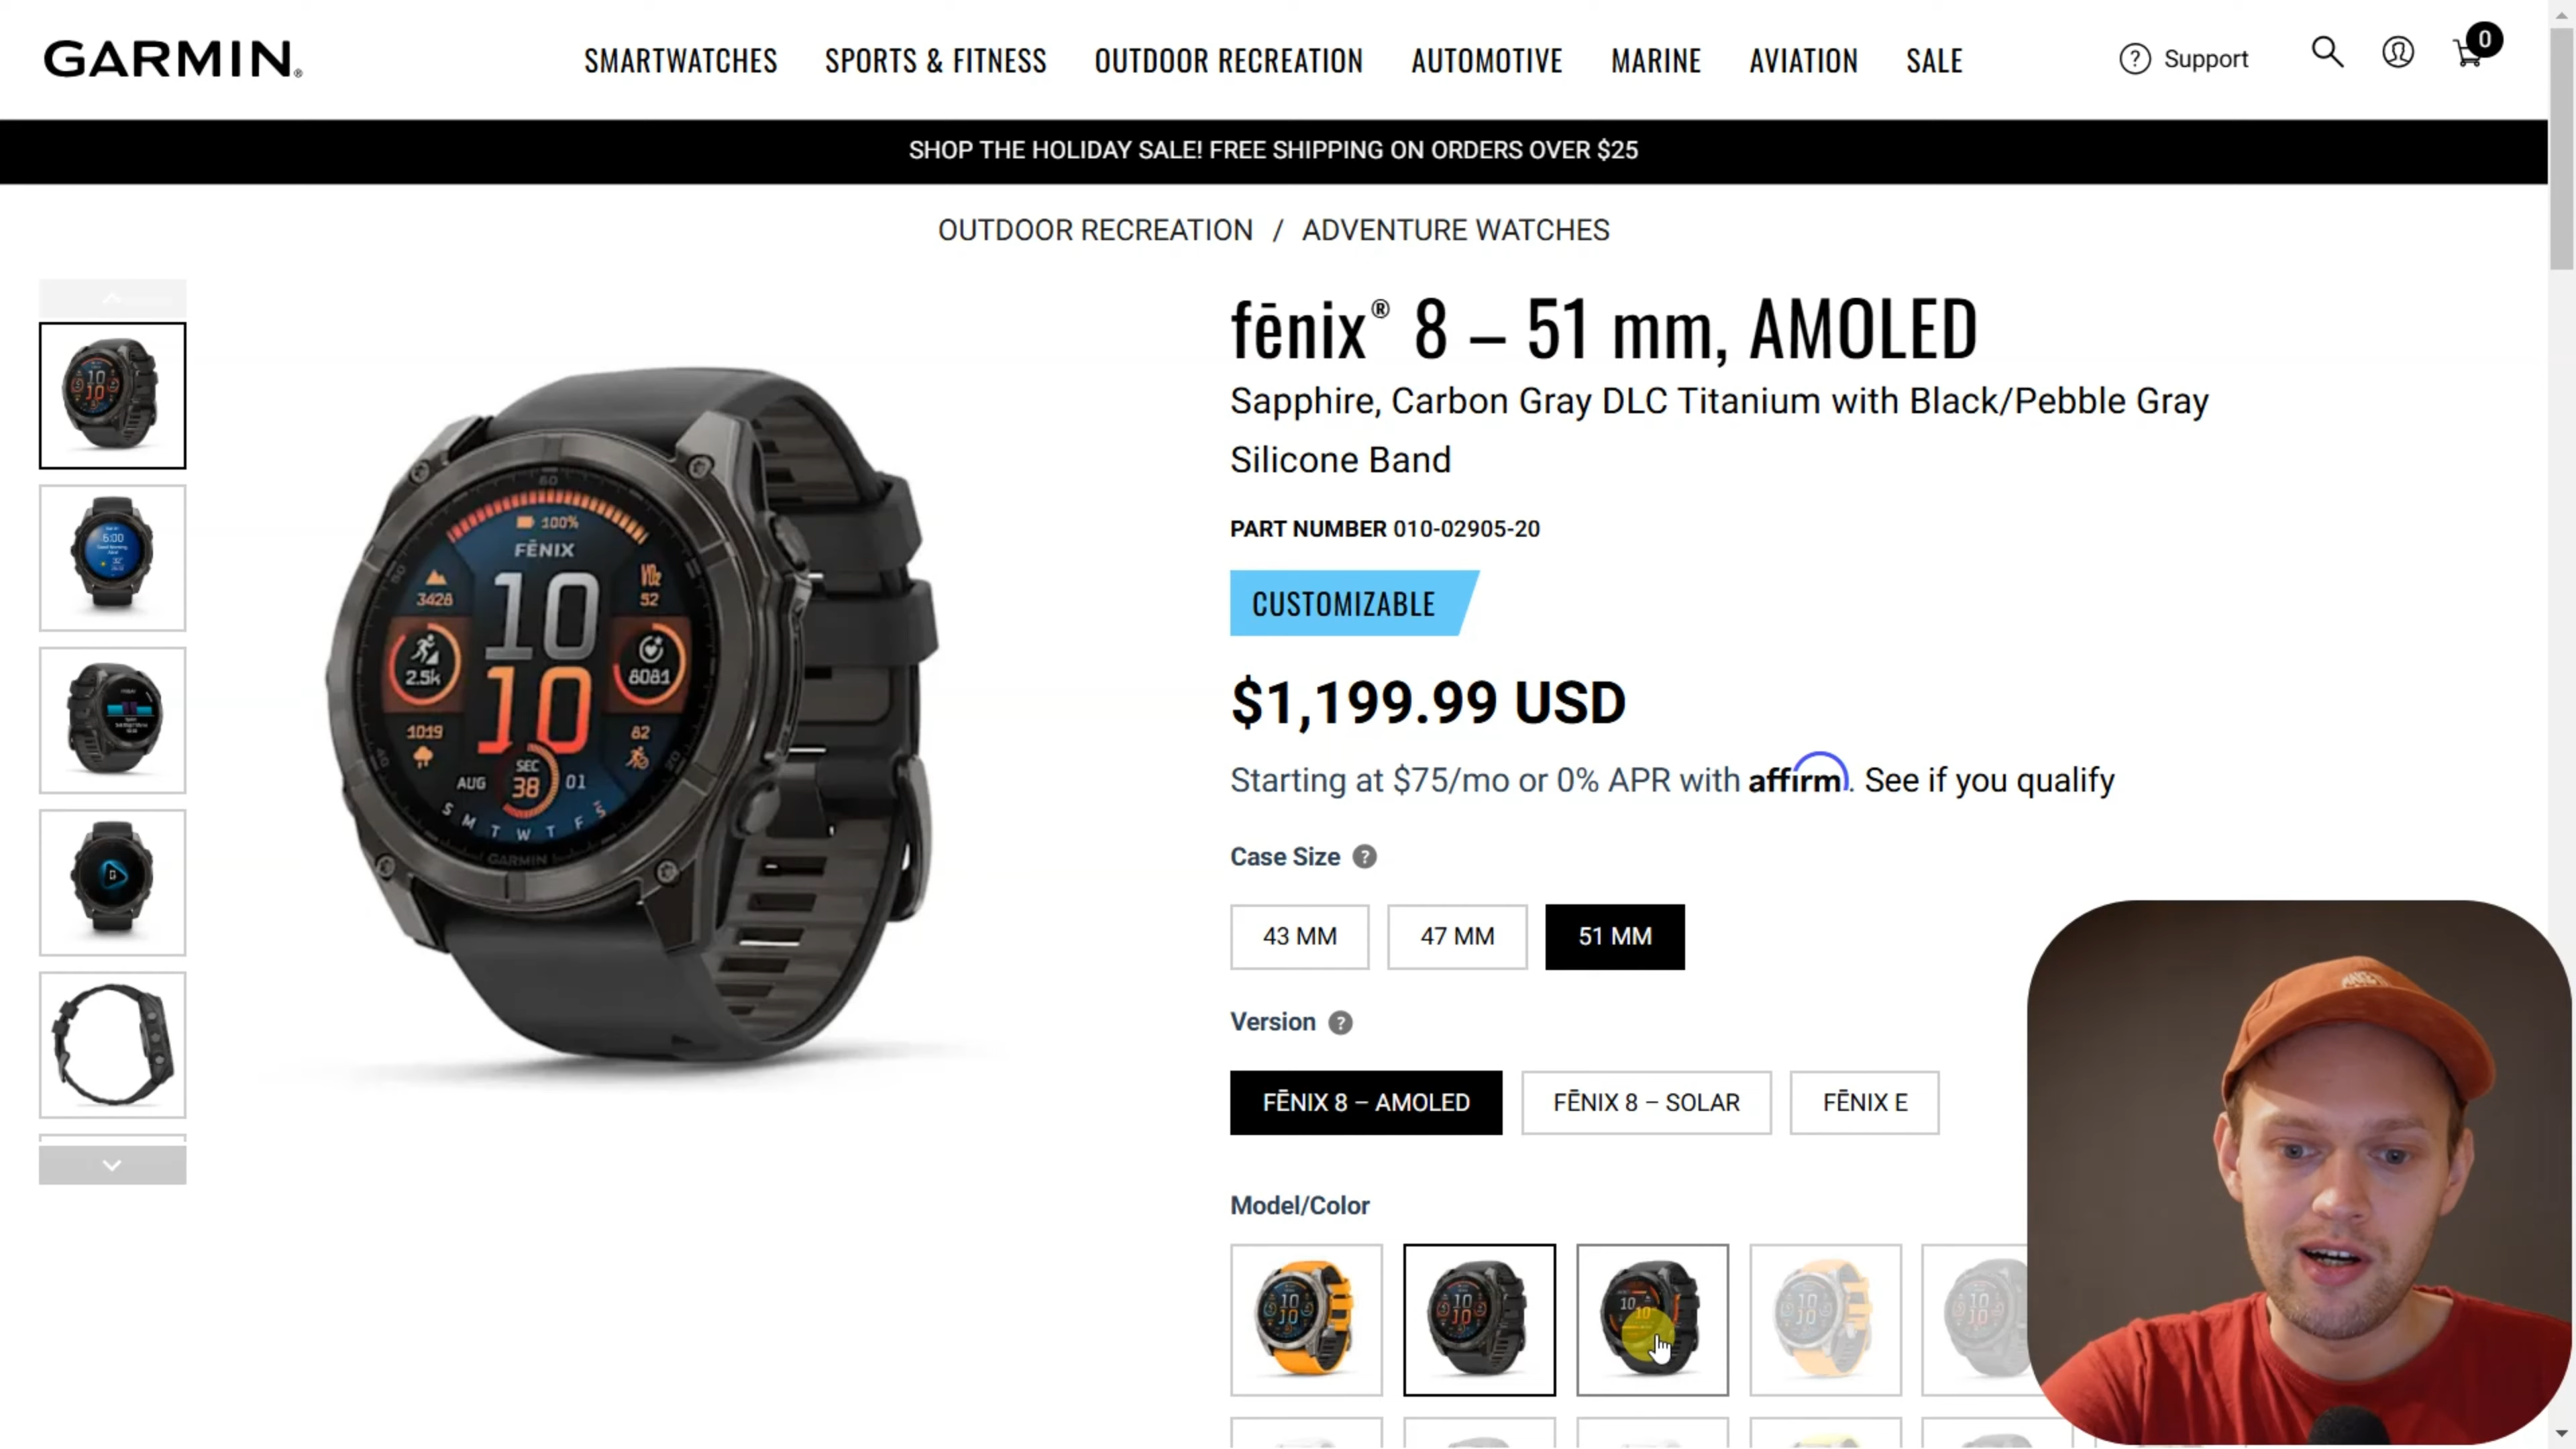 GARMIN®
SMARTWATCHES SPORTS & FITNESS OUTDOOR RECREATION AUTOMOTIVE MARINE AVIATION SALE
? Support
0
SHOP THE HOLIDAY SALE! FREE SHIPPING ON ORDERS OVER $25
OUTDOOR RECREATION / ADVENTURE WATCHES
fēnix® 8 – 51 mm, AMOLED
Sapphire, Carbon Gray DLC Titanium with Black/Pebble Gray
Silicone Band
PART NUMBER 010-02905-20
CUSTOMIZABLE
$1,199.99 USD
Starting at $75/mo or 0% APR with affirm. See if you qualify
Case Size ?
43 MM 47 MM 51 MM
Version ?
FĒNIX 8 – AMOLED FĒNIX 8 – SOLAR FĒNIX E
Model/Color
60
100%
FĒNIX
3428 10 VO2 52
2.5k 10 8081
1019 82
SEC
AUG 38 01
S M T W T F S
GARMIN